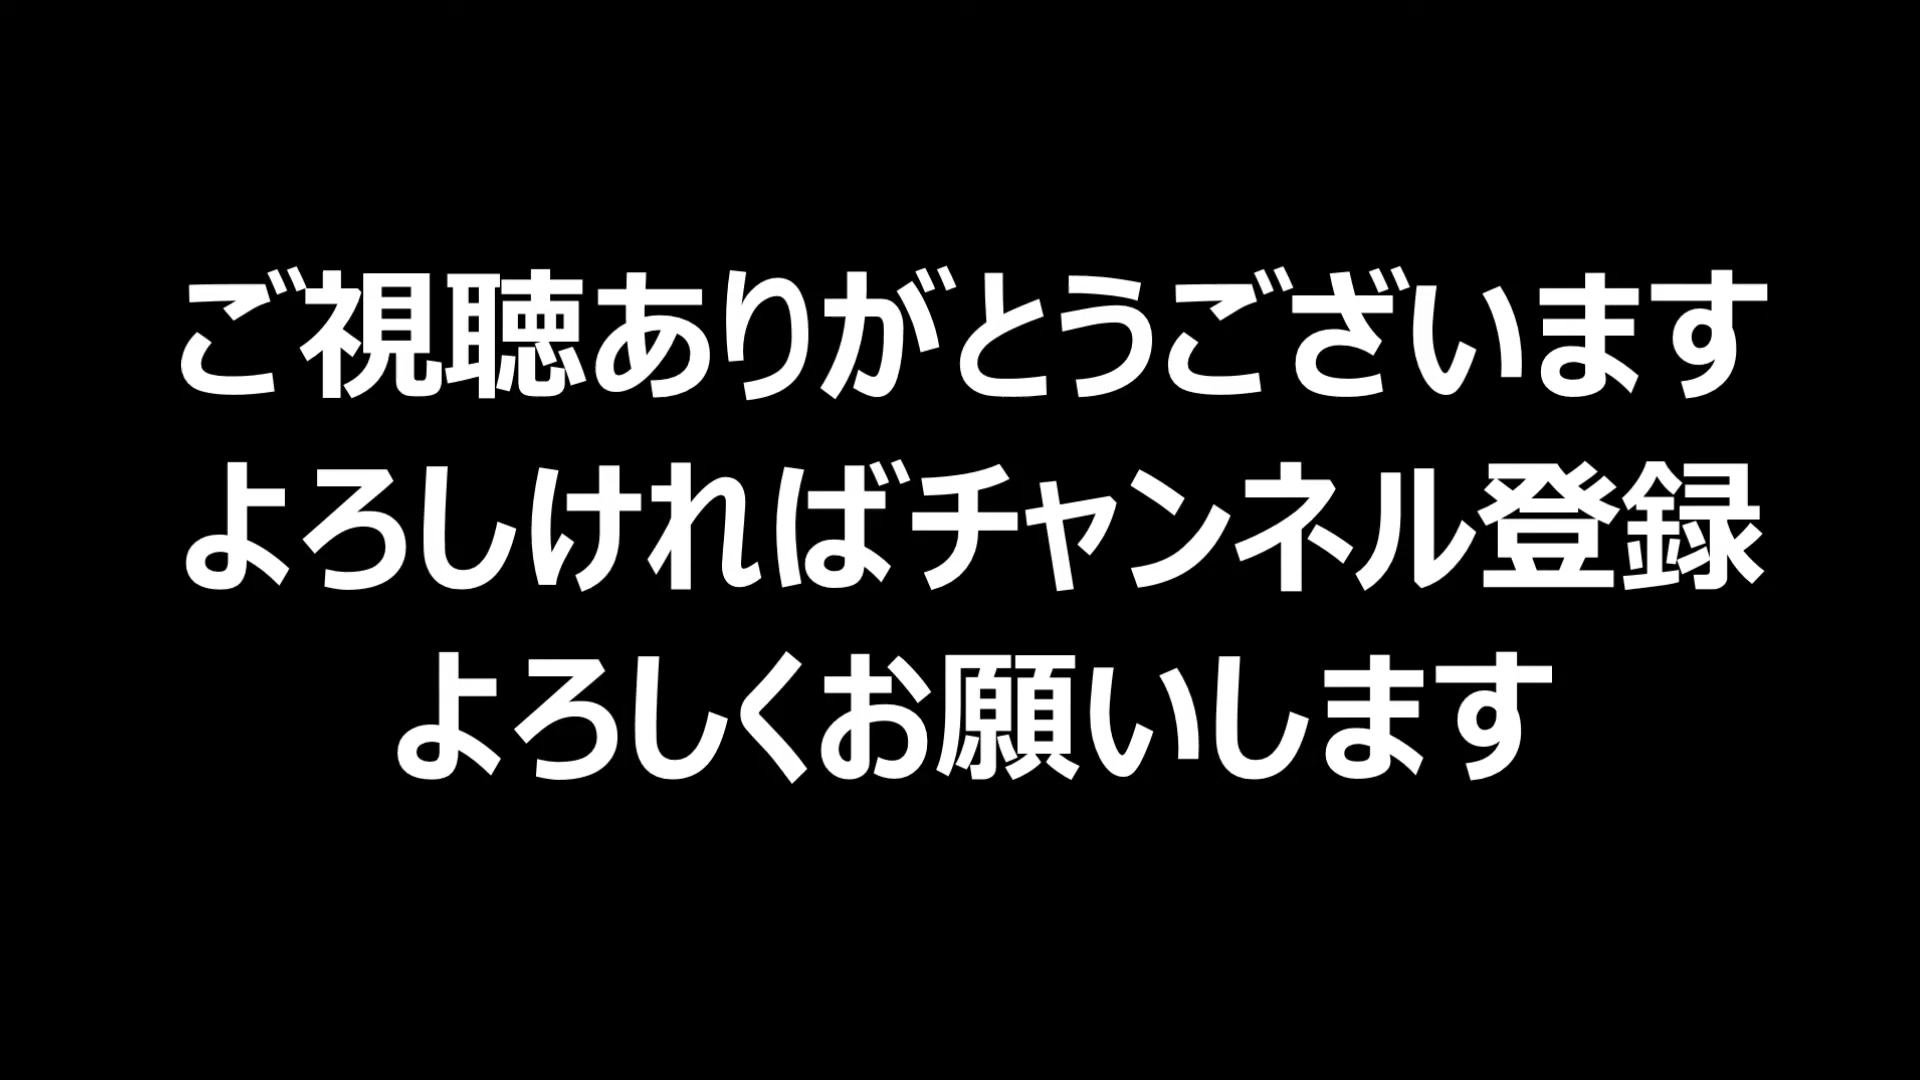 ご視聴ありがとうございます
よろしければチャンネル登録
よろしくお願いします